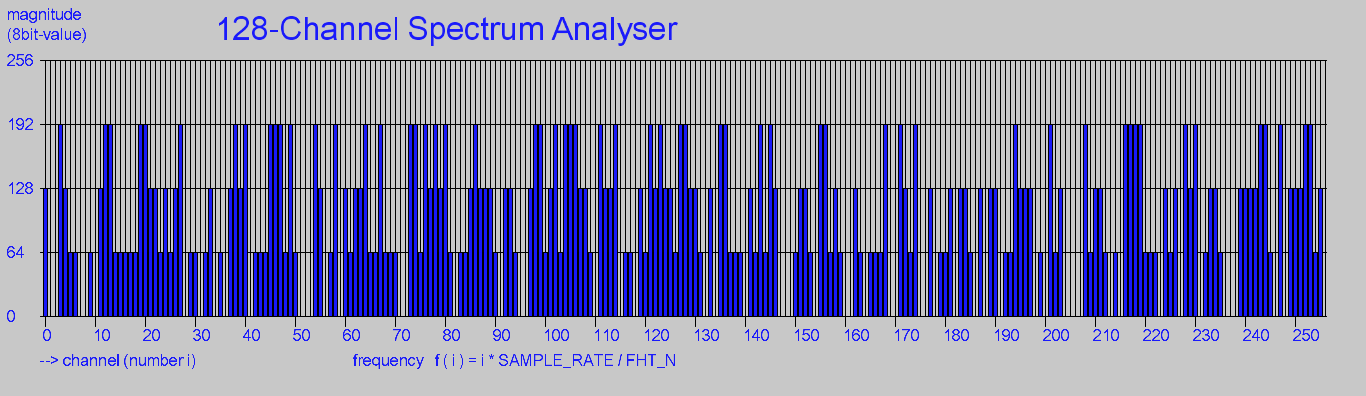 magnitude
(8bit-value)
128-Channel Spectrum Analyser
256
192
128
64
0
0 10 20 30 40 50 60 70 80 90 100 110 120 130 140 150 160 170 180 190 200 210 220 230 240 250
--> channel (number i)
frequency f ( i ) = i * SAMPLE_RATE / FHT_N